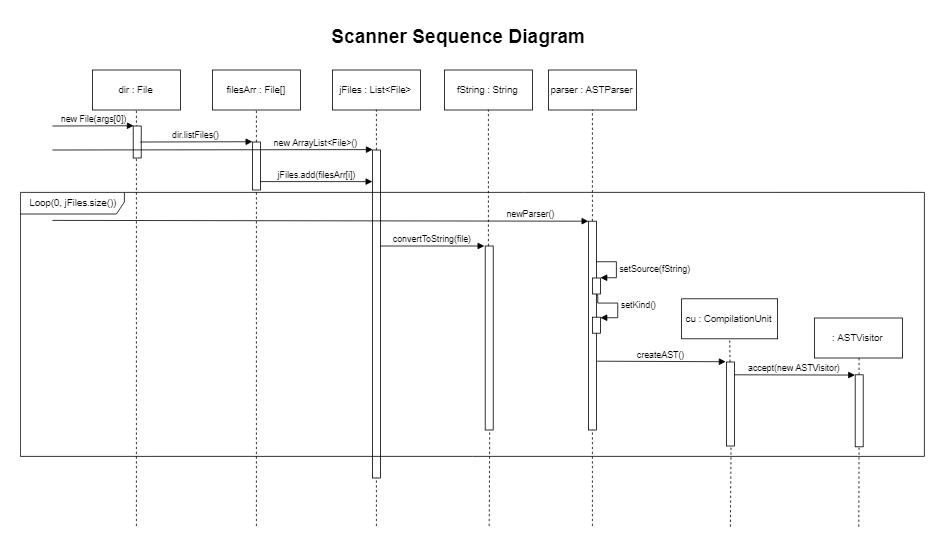 Scanner Sequence Diagram
dir : File
filesArr : File[]
jFiles : List<File>
fString : String
parser : ASTParser
new File(args[0])
dir.listFiles()
new ArrayList<File>()
jFiles.add(filesArr[i])
Loop(0, jFiles.size())
newParser()
convertToString(file)
setSource(fString)
setKind()
cu : CompilationUnit
: ASTVisitor
createAST()
accept(new ASTVisitor)